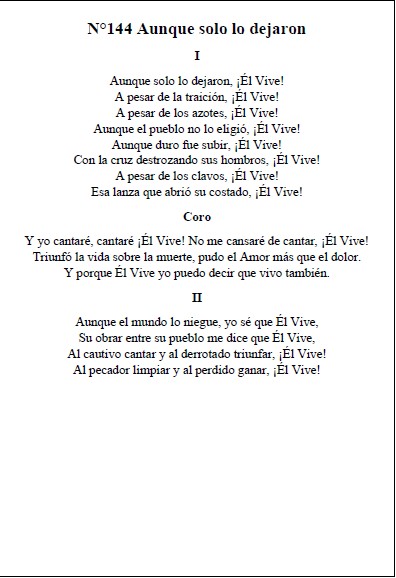 N°144 Aunque solo lo dejaron
I
Aunque solo lo dejaron, ¡Él Vive!
A pesar de la traición, ¡Él Vive!
A pesar de los azotes, ¡Él Vive!
Aunque el pueblo no lo eligió, ¡Él Vive!
Aunque duro fue subir, ¡Él Vive!
Con la cruz destrozando sus hombros, ¡Él Vive!
A pesar de los clavos, ¡Él Vive!
Esa lanza que abrió su costado, ¡Él Vive!
Coro
Y yo cantaré, cantaré ¡Él Vive! No me cansaré de cantar, ¡Él Vive!
Triunfó la vida sobre la muerte, pudo el Amor más que el dolor.
Y porque Él Vive yo puedo decir que vivo también.
II
Aunque el mundo lo niegue, yo sé que Él Vive,
Su obrar entre su pueblo me dice que Él Vive,
Al cautivo cantar y al derrotado triunfar, ¡Él Vive!
Al pecador limpiar y al perdido ganar, ¡Él Vive!